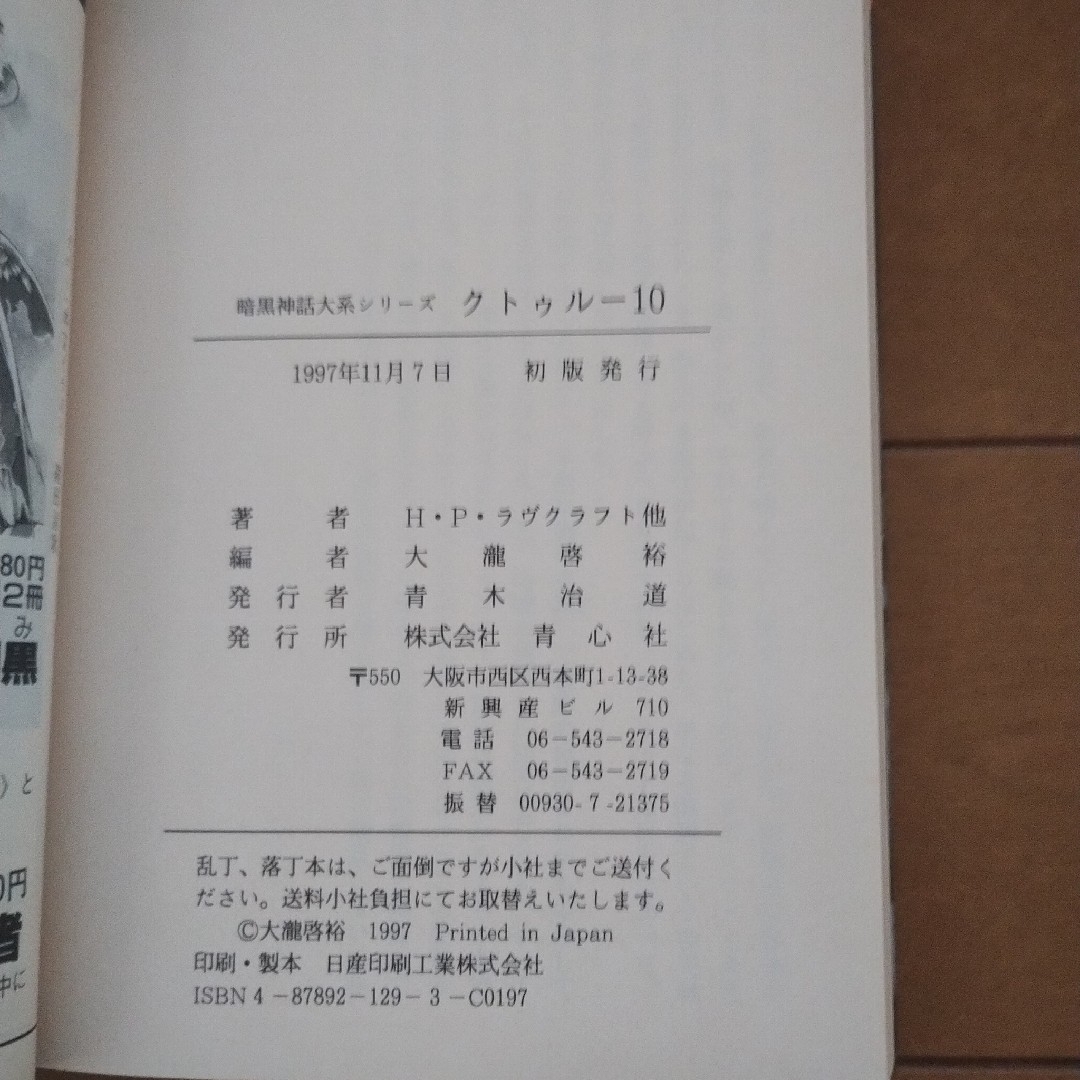 暗黒神話大系シリーズ クトゥルー10
1997年11月7日 初版発行
著者 H・P・ラヴクラフト他
編者 大瀧啓裕
発行者 青木治道
発行所 株式会社 青心社
〒550 大阪市西区西本町1-13-38
新興産ビル 710
電話 06-543-2718
FAX 06-543-2719
振替 00930-7-21375
乱丁、落丁本は、ご面倒ですが小社までご送付く
ださい。送料小社負担にてお取替えいたします。
©大瀧啓裕 1997 Printed in Japan
印刷・製本 日産印刷工業株式会社
ISBN4-87892-129-3-C0197
80円
2冊
み
黒
》と
0円
者
中に